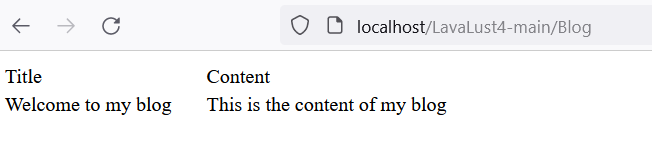 localhost/LavaLust4-main/Blog
Title Content
Welcome to my blog This is the content of my blog